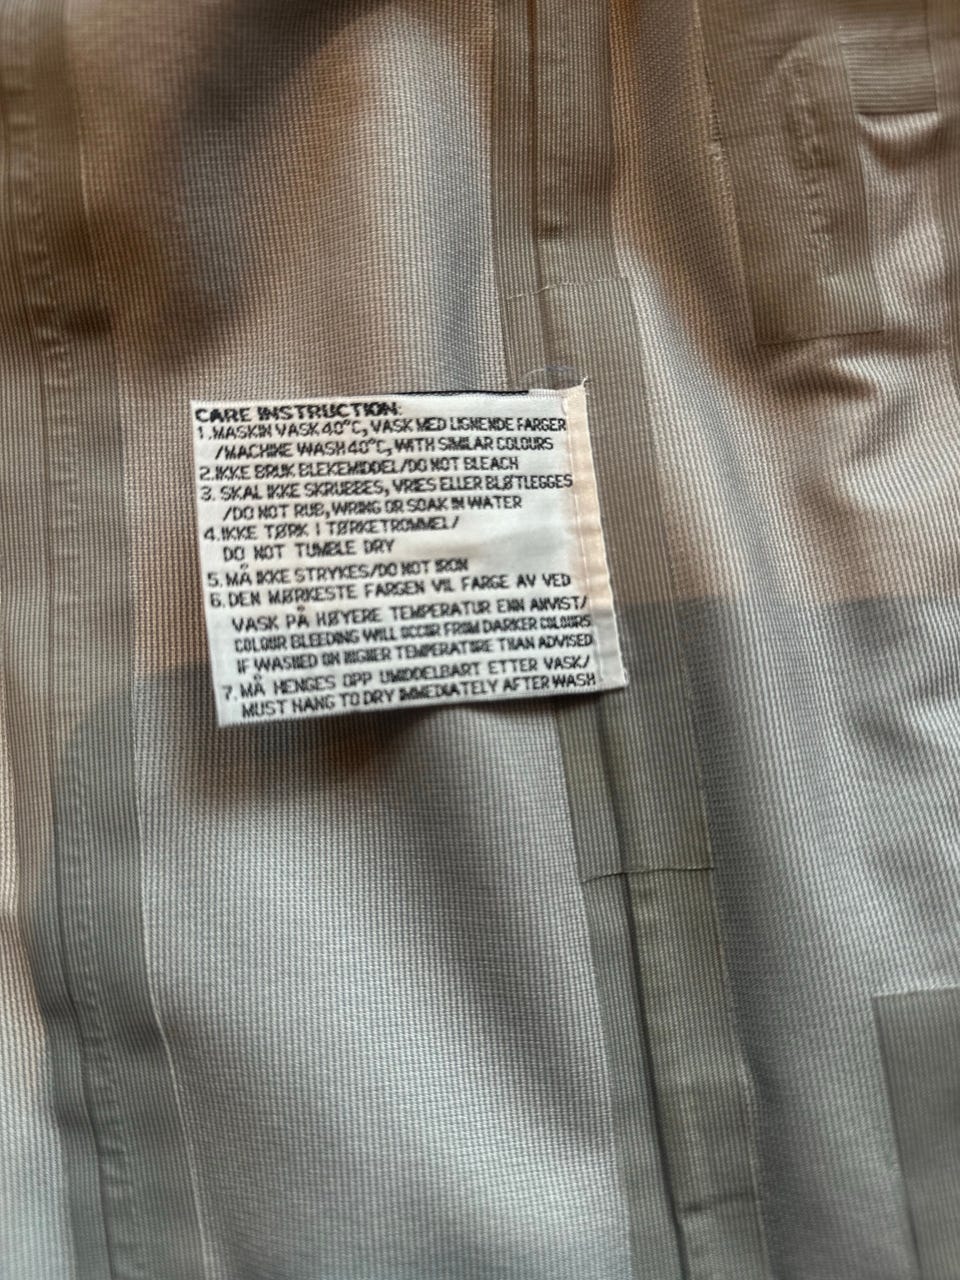 CARE INSTRUCTION:
1.MASKIN VASK 40°C, VASK MED LIGNENDE FARGER
/MACHINE WASH 40°C, WITH SIMILAR COLOURS
2.IKKE BRUK BLEKEMIDDEL/DO NOT BLEACH
3. SKAL IKKE SKRUBBES, VRIES ELLER BLØTLEGGES
/DO NOT RUB, WRING OR SOAK IN WATER
4.IKKE TØRK I TØRKETROMMEL/
DO NOT TUMBLE DRY
5. MÅ IKKE STRYKES/DO NOT IRON
6. DEN MØRKESTE FARGEN VIL FARGE AV VED
VASK PÅ HØYERE TEMPERATUR ENN ANVIST/
COLOUR BLEEDING WILL OCCUR FROM DARKER COLOURS
IF WASHED ON HIGHER TEMPERATURE THAN ADVISED
7. MÅ HENGES OPP UMIDDELBART ETTER VASK/
MUST HANG TO DRY IMMEDIATELY AFTER WASH